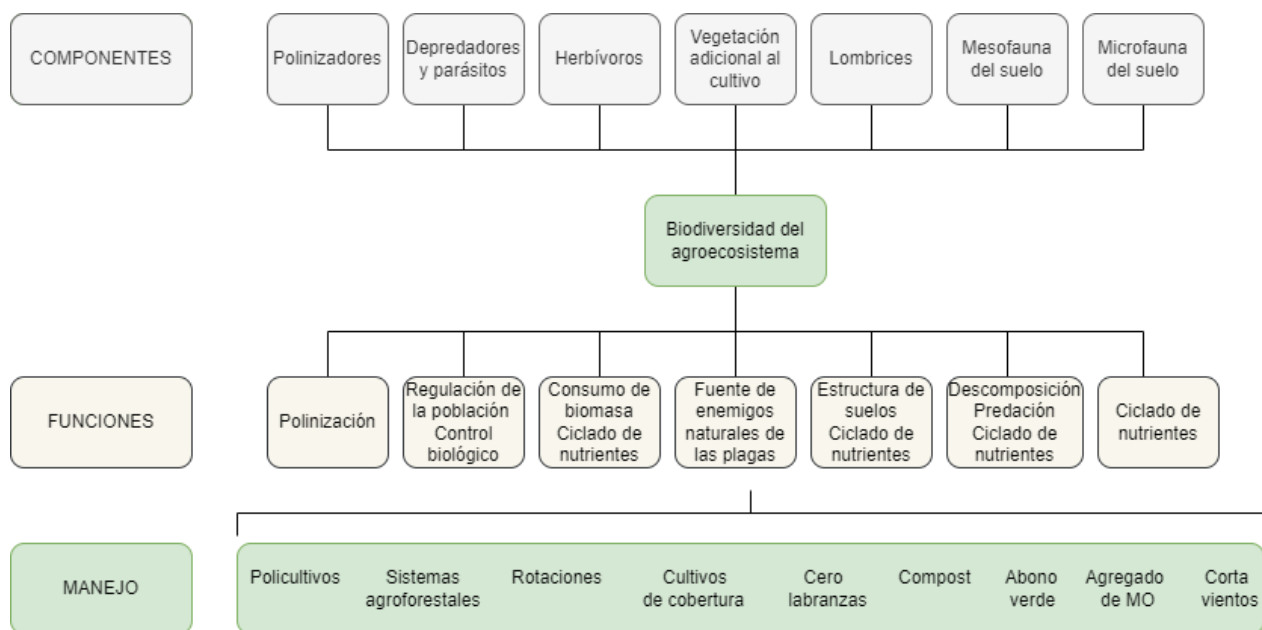 COMPONENTES
Polinizadores
Depredadores
y parásitos
Herbívoros
Vegetación
adicional al
cultivo
Lombrices
Mesofauna
del suelo
Microfauna
del suelo
Biodiversidad del
agroecosistema
FUNCIONES
Polinización
Regulación de
la población
Control
biológico
Consumo de
biomasa
Ciclado de
nutrientes
Fuente de
enemigos
naturales de
las plagas
Estructura de
suelos
Ciclado de
nutrientes
Descomposición
Predación
Ciclado de
nutrientes
Ciclado de
nutrientes
MANEJO
Policultivos
Sistemas
agroforestales
Rotaciones
Cultivos
de cobertura
Cero
labranzas
Compost
Abono
verde
Agregado
de MO
Corta
vientos